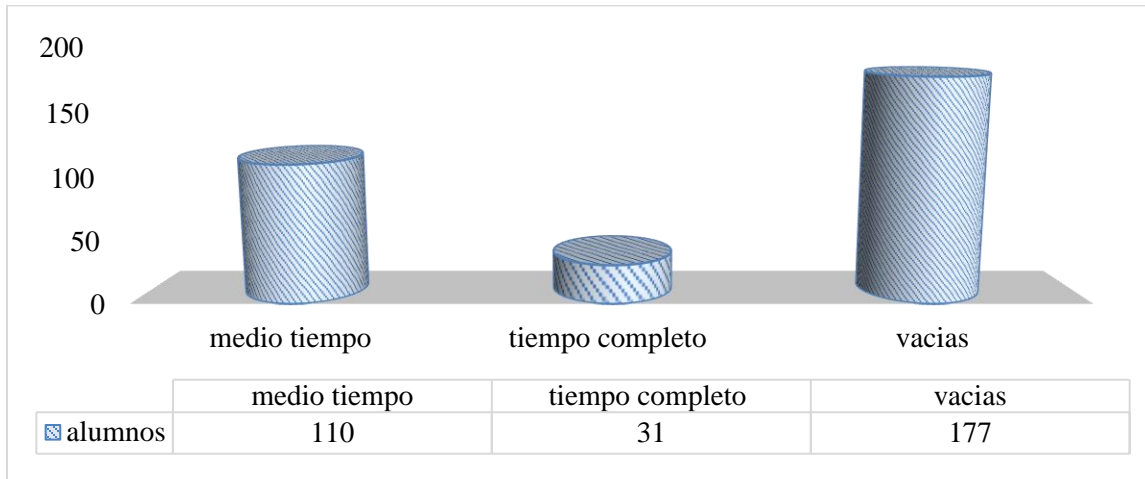 200
150
100
50
0
medio tiempo tiempo completo vacias
medio tiempo tiempo completo vacias
alumnos 110 31 177